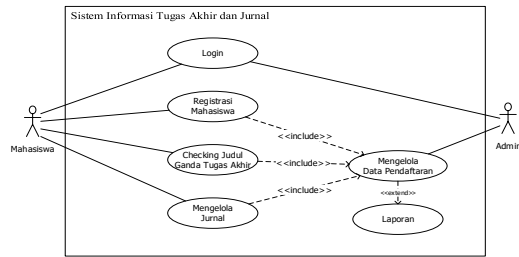 Sistem Informasi Tugas Akhir dan Jurnal
Login
Registrasi
Mahasiswa
<<include>>
Mahasiswa
Admin
Checking Judul
Ganda Tugas Akhir
<<include>>
Mengelola
Data Pendaftaran
<<include>>
<<extend>>
Mengelola
Jurnal
Laporan